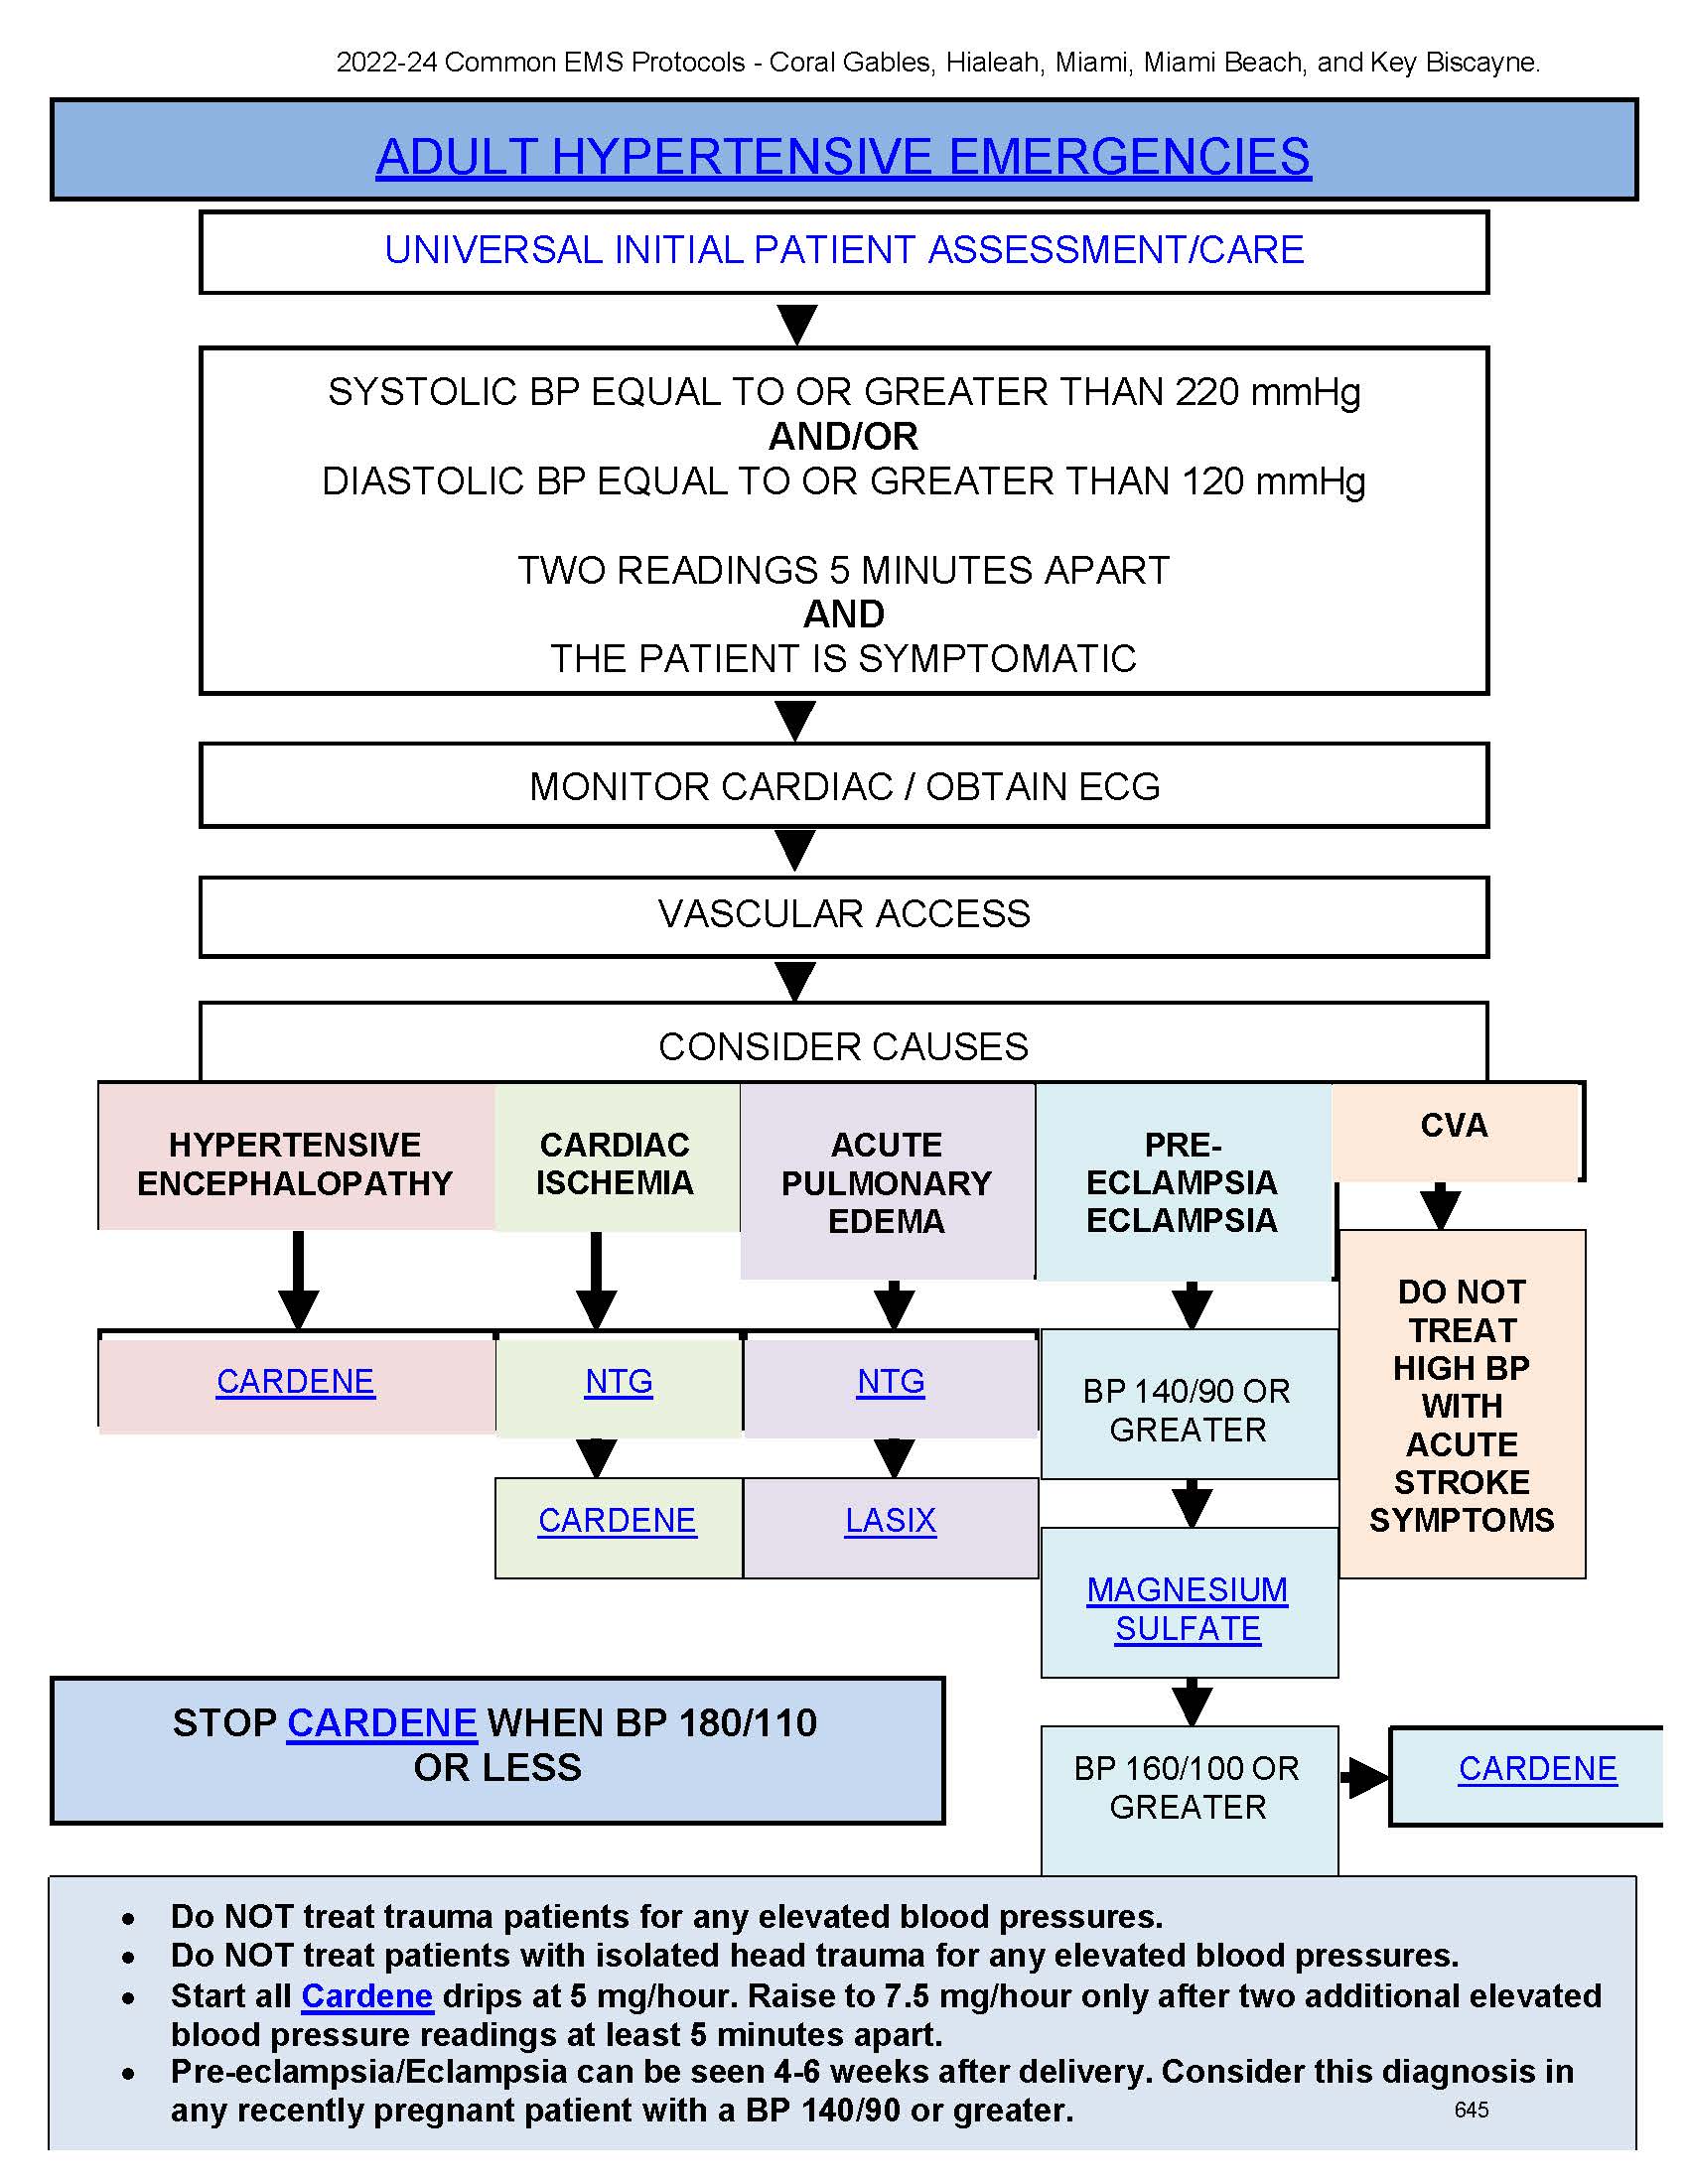 2022-24 Common EMS Protocols - Coral Gables, Hialeah, Miami, Miami Beach, and Key Biscayne.
ADULT HYPERTENSIVE EMERGENCIES
UNIVERSAL INITIAL PATIENT ASSESSMENT/CARE
SYSTOLIC BP EQUAL TO OR GREATER THAN 220 mmHg
AND/OR
DIASTOLIC BP EQUAL TO OR GREATER THAN 120 mmHg
TWO READINGS 5 MINUTES APART
AND
THE PATIENT IS SYMPTOMATIC
MONITOR CARDIAC / OBTAIN ECG
VASCULAR ACCESS
CONSIDER CAUSES
HYPERTENSIVE
ENCEPHALOPATHY
CARDENE
CARDIAC
ISCHEMIA
NTG
CARDENE
ACUTE
PULMONARY
EDEMA
NTG
LASIX
PRE-
ECLAMPSIA
ECLAMPSIA
BP 140/90 OR
GREATER
MAGNESIUM
SULFATE
BP 160/100 OR
GREATER
CARDENE
CVA
DO NOT
TREAT
HIGH BP
WITH
ACUTE
STROKE
SYMPTOMS
STOP CARDENE WHEN BP 180/110
OR LESS
• Do NOT treat trauma patients for any elevated blood pressures.
• Do NOT treat patients with isolated head trauma for any elevated blood pressures.
• Start all Cardene drips at 5 mg/hour. Raise to 7.5 mg/hour only after two additional elevated
blood pressure readings at least 5 minutes apart.
• Pre-eclampsia/Eclampsia can be seen 4-6 weeks after delivery. Consider this diagnosis in
any recently pregnant patient with a BP 140/90 or greater.
645